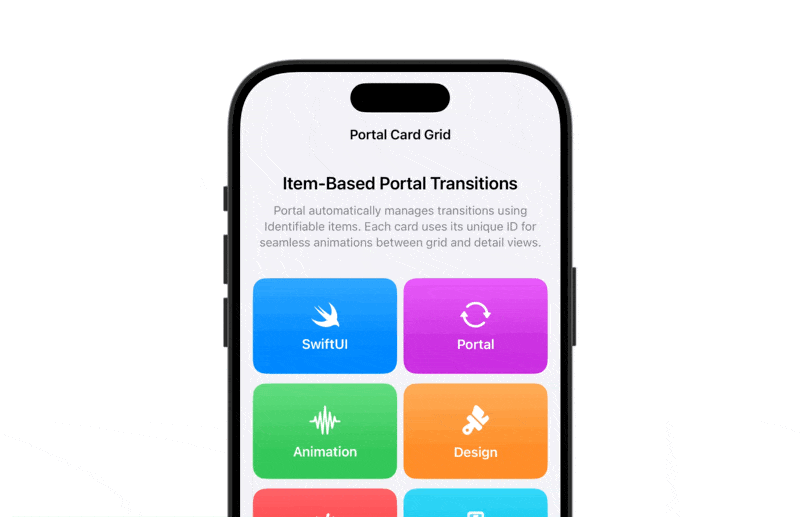 Portal Card Grid
Item-Based Portal Transitions
Portal automatically manages transitions using
Identifiable items. Each card uses its unique ID for
seamless animations between grid and detail views.
SwiftUI
Portal
Animation
Design